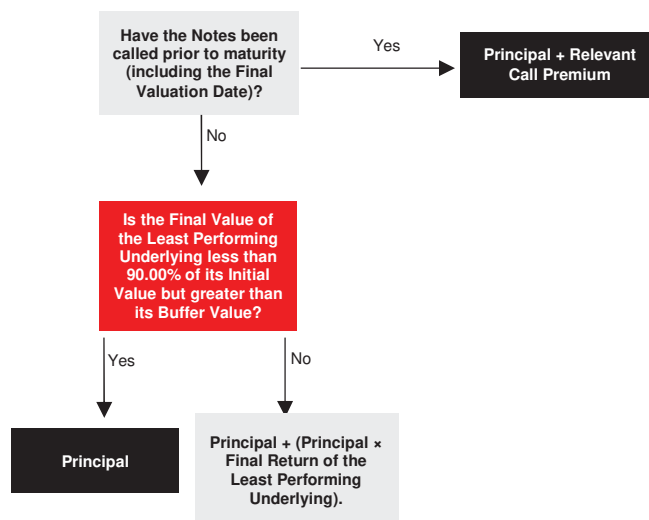 Have the Notes been
called prior to maturity
(including the Final
Valuation Date)?
Yes
Principal + Relevant
Call Premium
No
Is the Final Value of
the Least Performing
Underlying less than
90.00% of its Initial
Value but greater than
its Buffer Value?
Yes
No
Principal
Principal + (Principal ×
Final Return of the
Least Performing
Underlying).